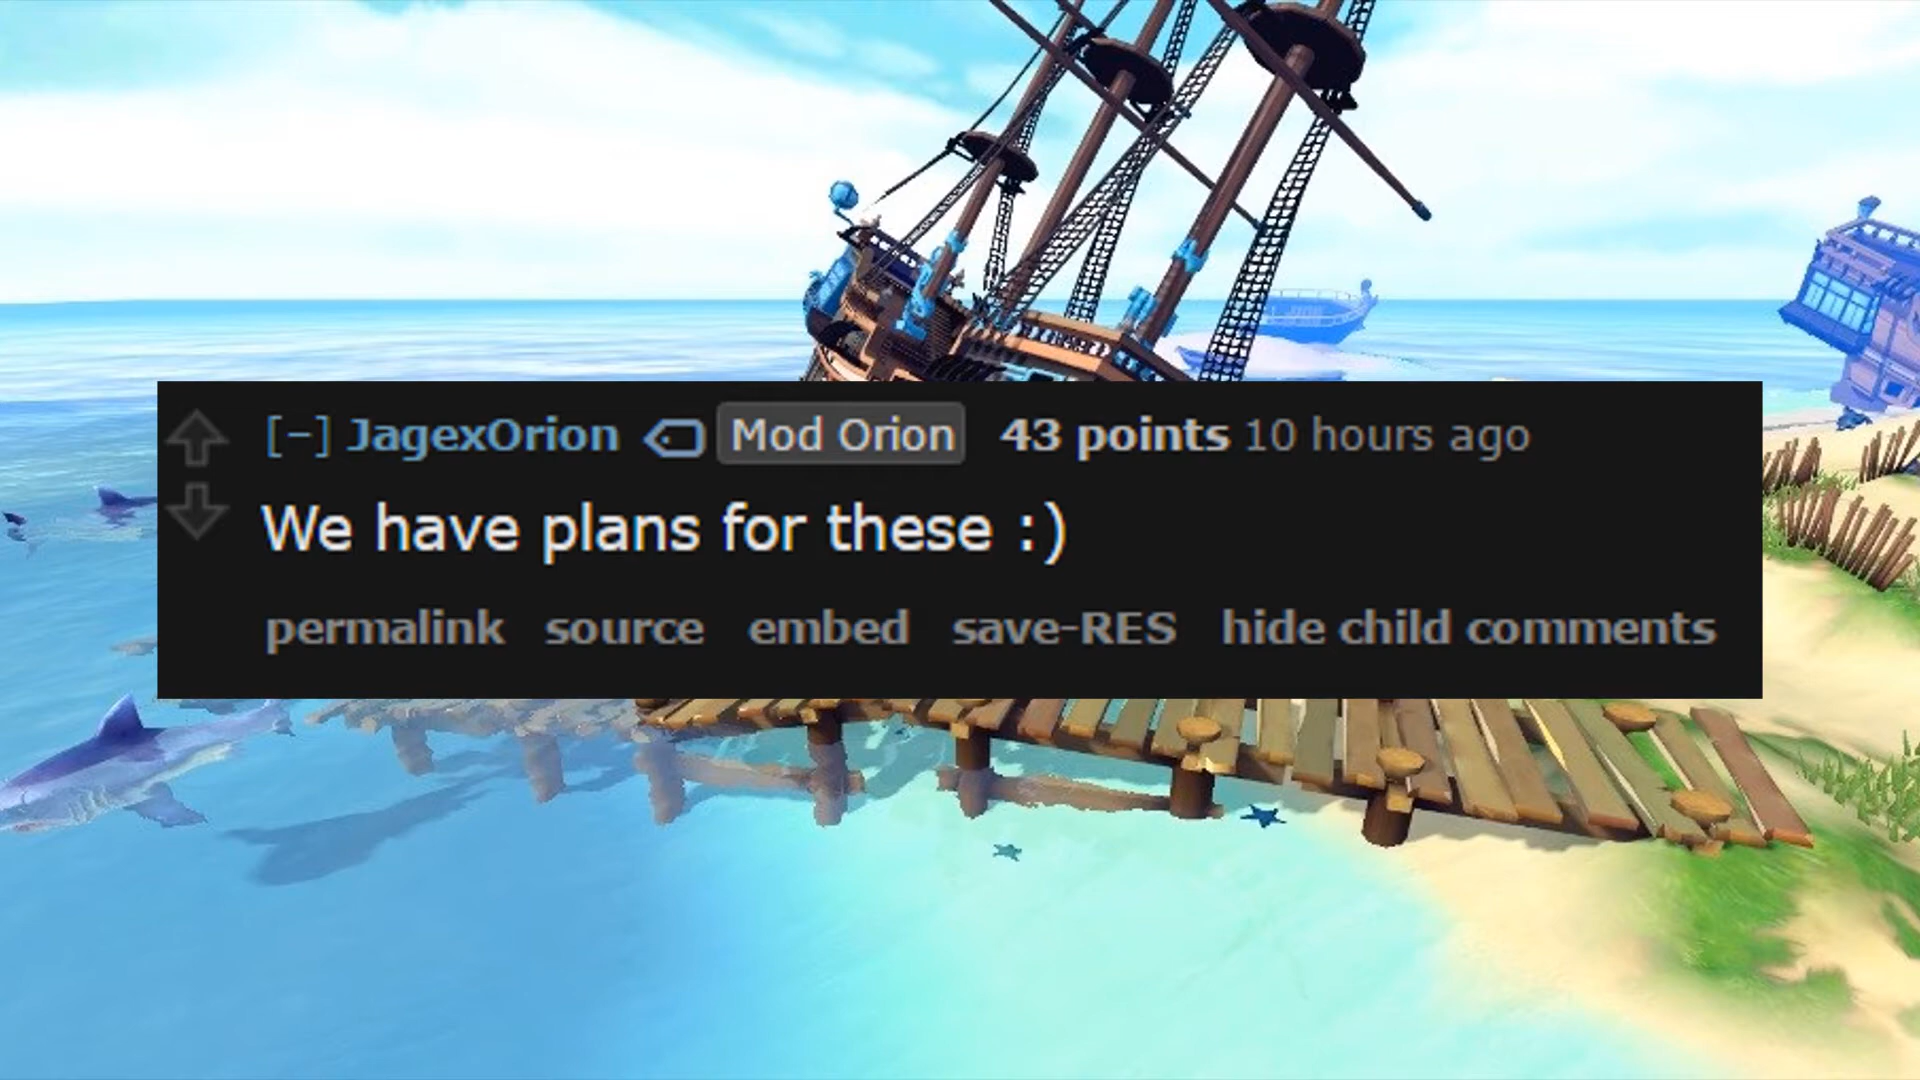 [–] JagexOrion Mod Orion 43 points 10 hours ago
We have plans for these :)
permalink source embed save-RES hide child comments